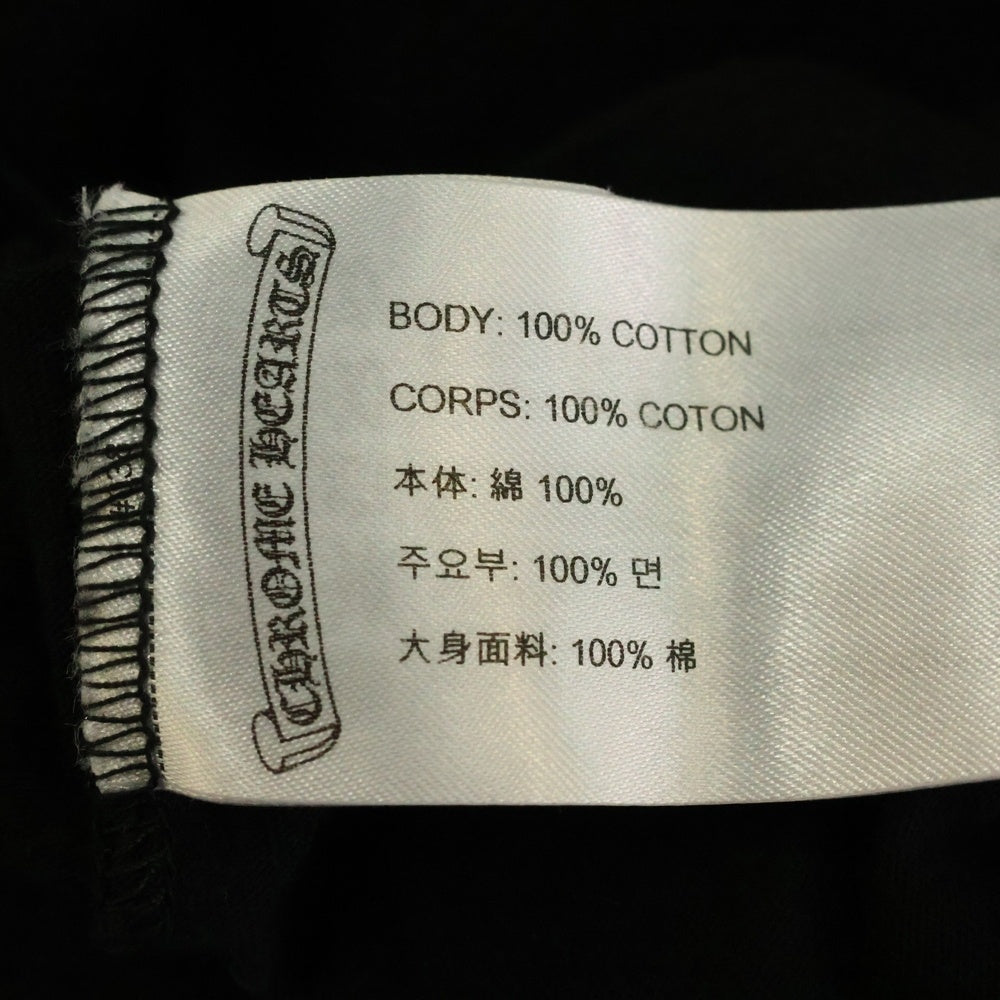 CHROME HEARTS
BODY: 100% COTTON
CORPS: 100% COTON
本体: 綿 100%
주요부: 100% 면
大身面料: 100% 棉